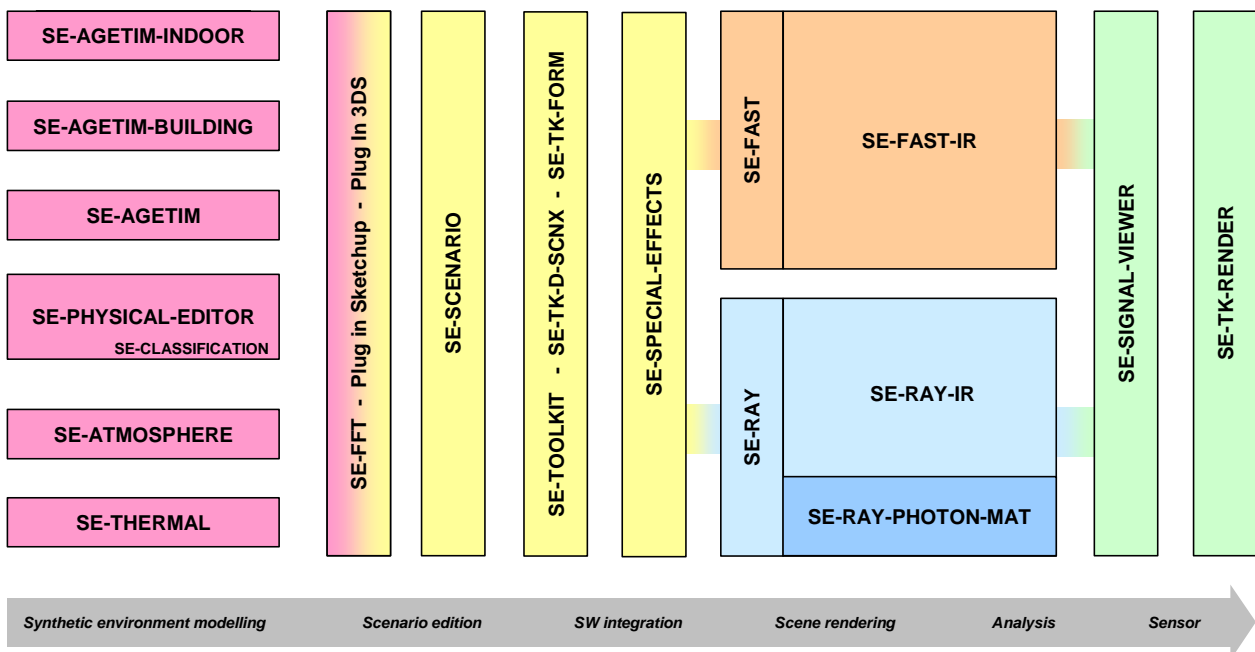 SE-AGETIM-INDOOR
SE-AGETIM-BUILDING
SE-AGETIM
SE-PHYSICAL-EDITOR
SE-CLASSIFICATION
SE-ATMOSPHERE
SE-THERMAL
SE-FFT - Plug in Sketchup - Plug In 3DS
SE-SCENARIO
SE-TOOLKIT - SE-TK-D-SCNX - SE-TK-FORM
SE-SPECIAL-EFFECTS
SE-FAST
SE-FAST-IR
SE-RAY
SE-RAY-IR
SE-RAY-PHOTON-MAT
SE-SIGNAL-VIEWER
SE-TK-RENDER
Synthetic environment modelling
Scenario edition
SW integration
Scene rendering
Analysis
Sensor